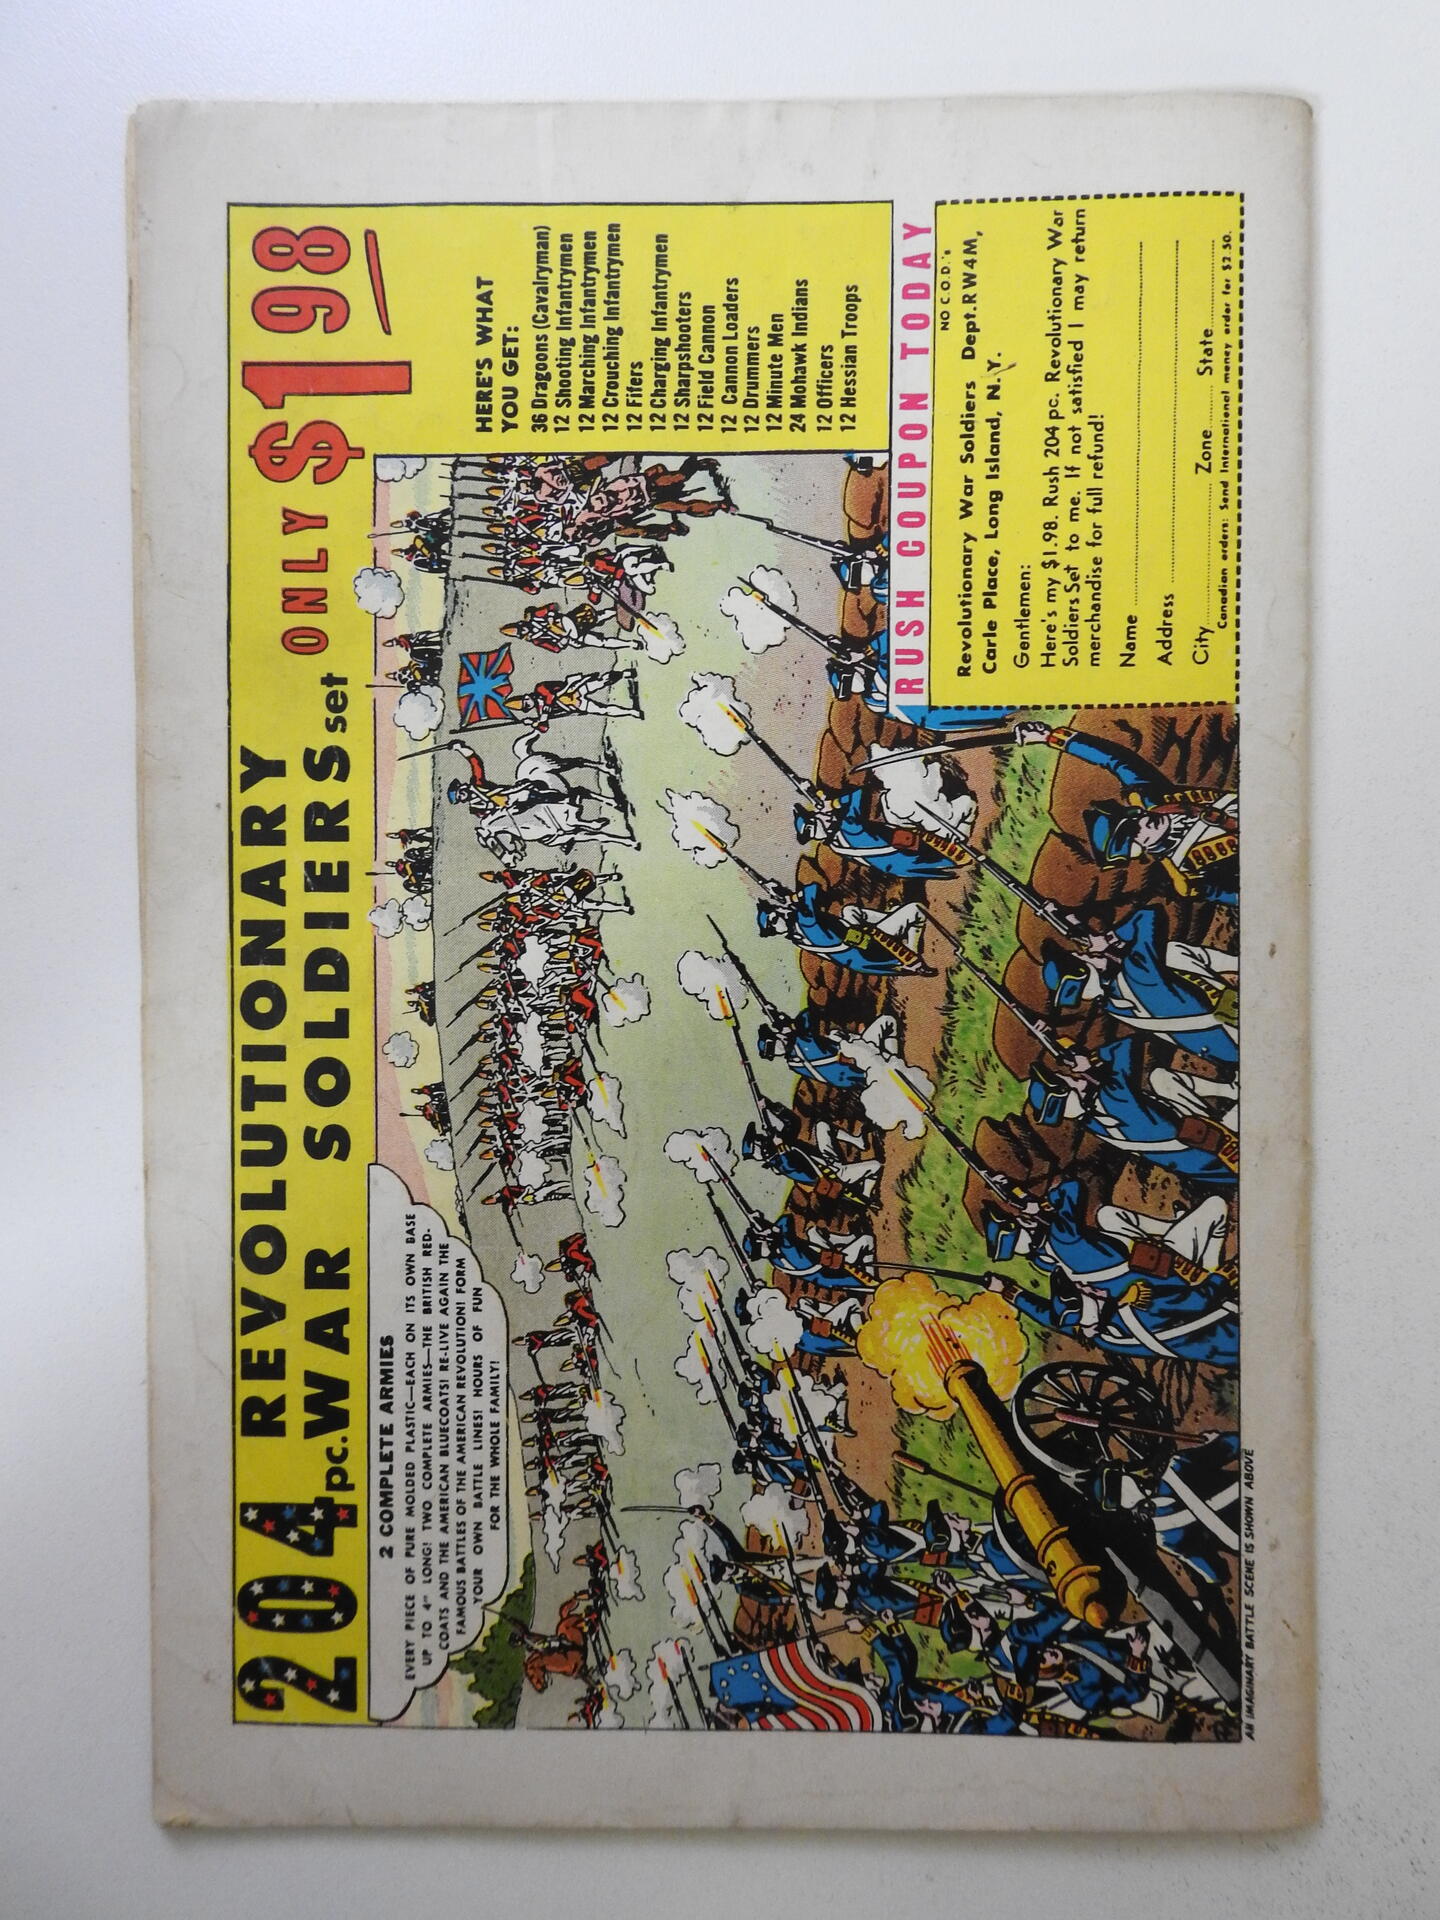 204 REVOLUTIONARY
pc. WAR SOLDIERS set ONLY $1 98
2 COMPLETE ARMIES
EVERY PIECE OF PURE MOLDED PLASTIC—EACH ON ITS OWN BASE
UP TO 4" LONG! TWO COMPLETE ARMIES—THE BRITISH RED-
COATS AND THE AMERICAN BLUECOATS! RE-LIVE AGAIN THE
FAMOUS BATTLES OF THE AMERICAN REVOLUTION! FORM
YOUR OWN BATTLE LINES! HOURS OF FUN
FOR THE WHOLE FAMILY!
HERE'S WHAT
YOU GET:
36 Dragoons (Cavalryman)
12 Shooting Infantrymen
12 Marching Infantrymen
12 Crouching Infantrymen
12 Fifers
12 Charging Infantrymen
12 Sharpshooters
12 Field Cannon
12 Cannon Loaders
12 Drummers
12 Minute Men
24 Mohawk Indians
12 Officers
12 Hessian Troops
RUSH COUPON TODAY
NO C.O.D.'s
Revolutionary War Soldiers Dept.RW4M,
Carle Place, Long Island, N.Y.
Gentlemen:
Here's my $1.98. Rush 204 pc. Revolutionary War
Soldiers Set to me. If not satisfied I may return
merchandise for full refund!
Name
Address
City Zone State
Canadian orders: Send International money order for $2.50.
AN IMAGINARY BATTLE SCENE IS SHOWN ABOVE